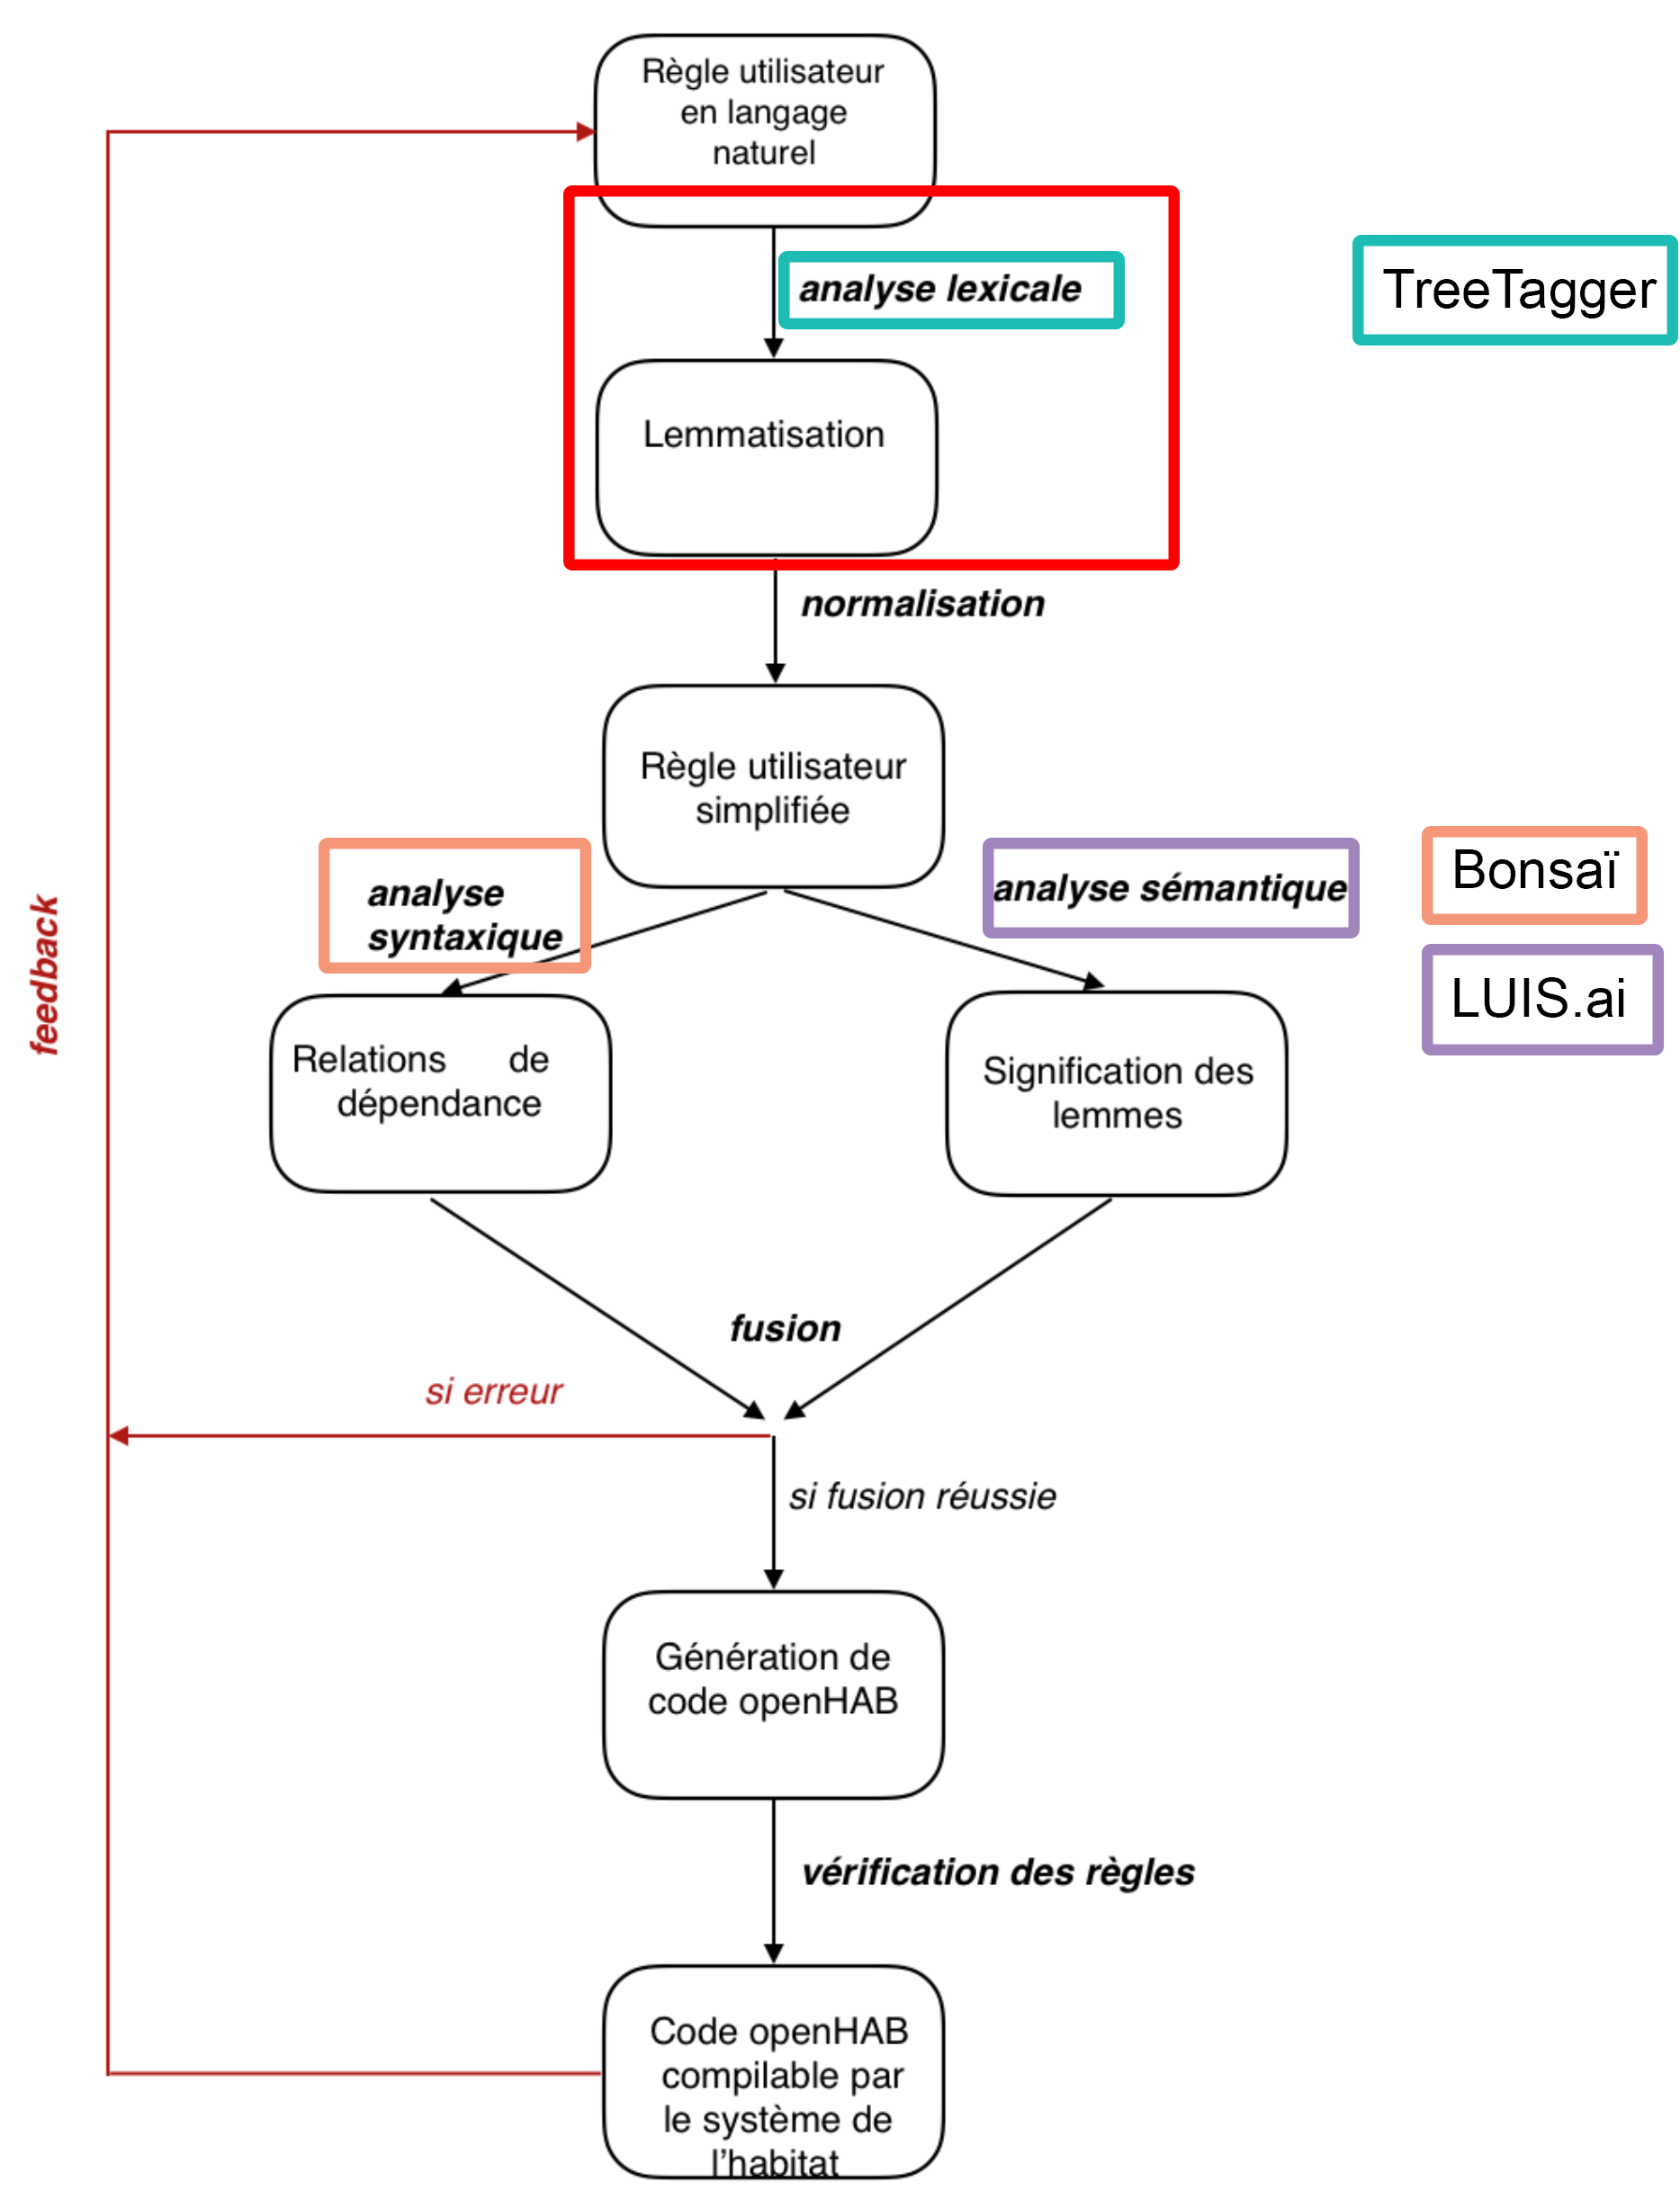 Règle utilisateur
en langage
naturel
analyse lexicale
TreeTagger
Lemmatisation
normalisation
Règle utilisateur
simplifiée
analyse
syntaxique
analyse sémantique
Bonsaï
LUIS.ai
feedback
Relations de
dépendance
Signification des
lemmes
fusion
si erreur
si fusion réussie
Génération de
code openHAB
vérification des règles
Code openHAB
compilable par
le système de
l'habitat